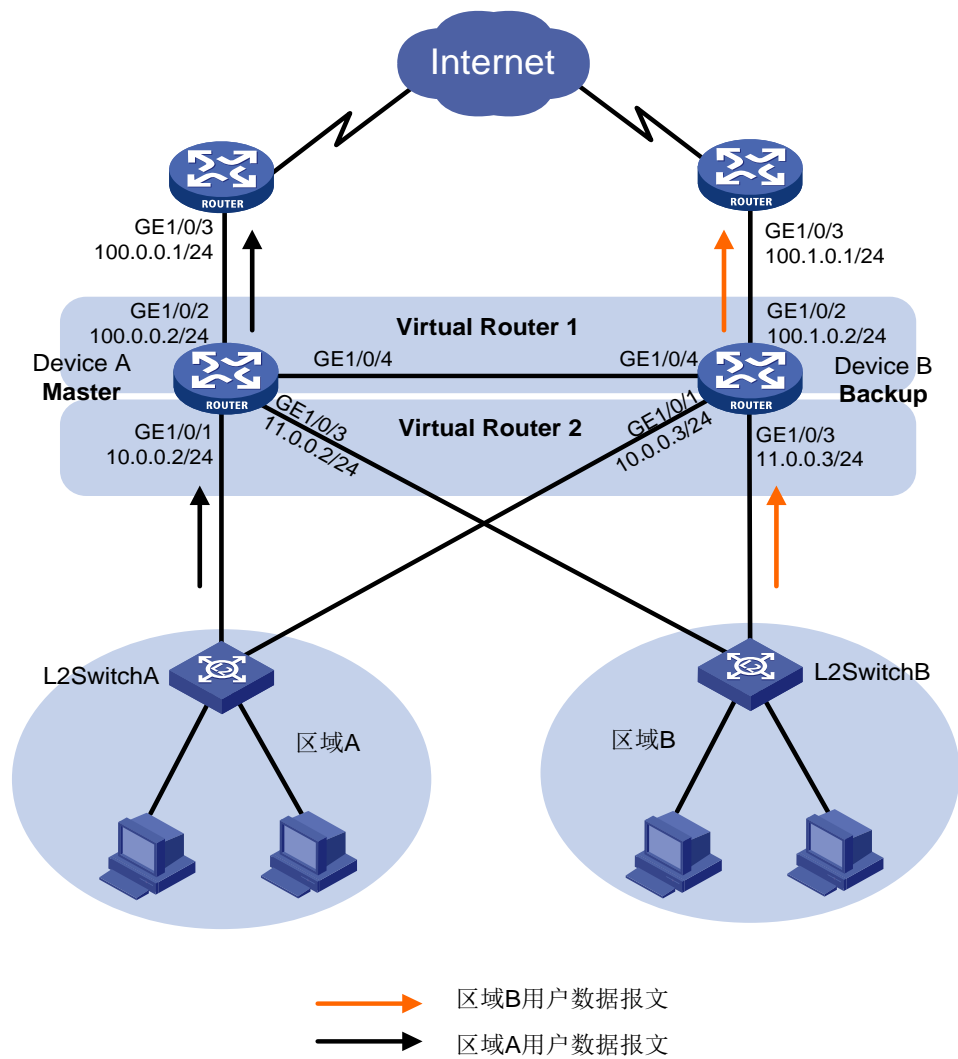 Internet
ROUTER
ROUTER
GE1/0/3
100.0.0.1/24
GE1/0/3
100.1.0.1/24
GE1/0/2
100.0.0.2/24
Virtual Router 1
GE1/0/2
100.1.0.2/24
Device A
Master
GE1/0/4
GE1/0/4
Device B
Backup
ROUTER
ROUTER
GE1/0/1
10.0.0.2/24
GE1/0/3
11.0.0.2/24
Virtual Router 2
GE1/0/1
10.0.0.3/24
GE1/0/3
11.0.0.3/24
L2SwitchA
L2SwitchB
区域A
区域B
区域B用户数据报文
区域A用户数据报文